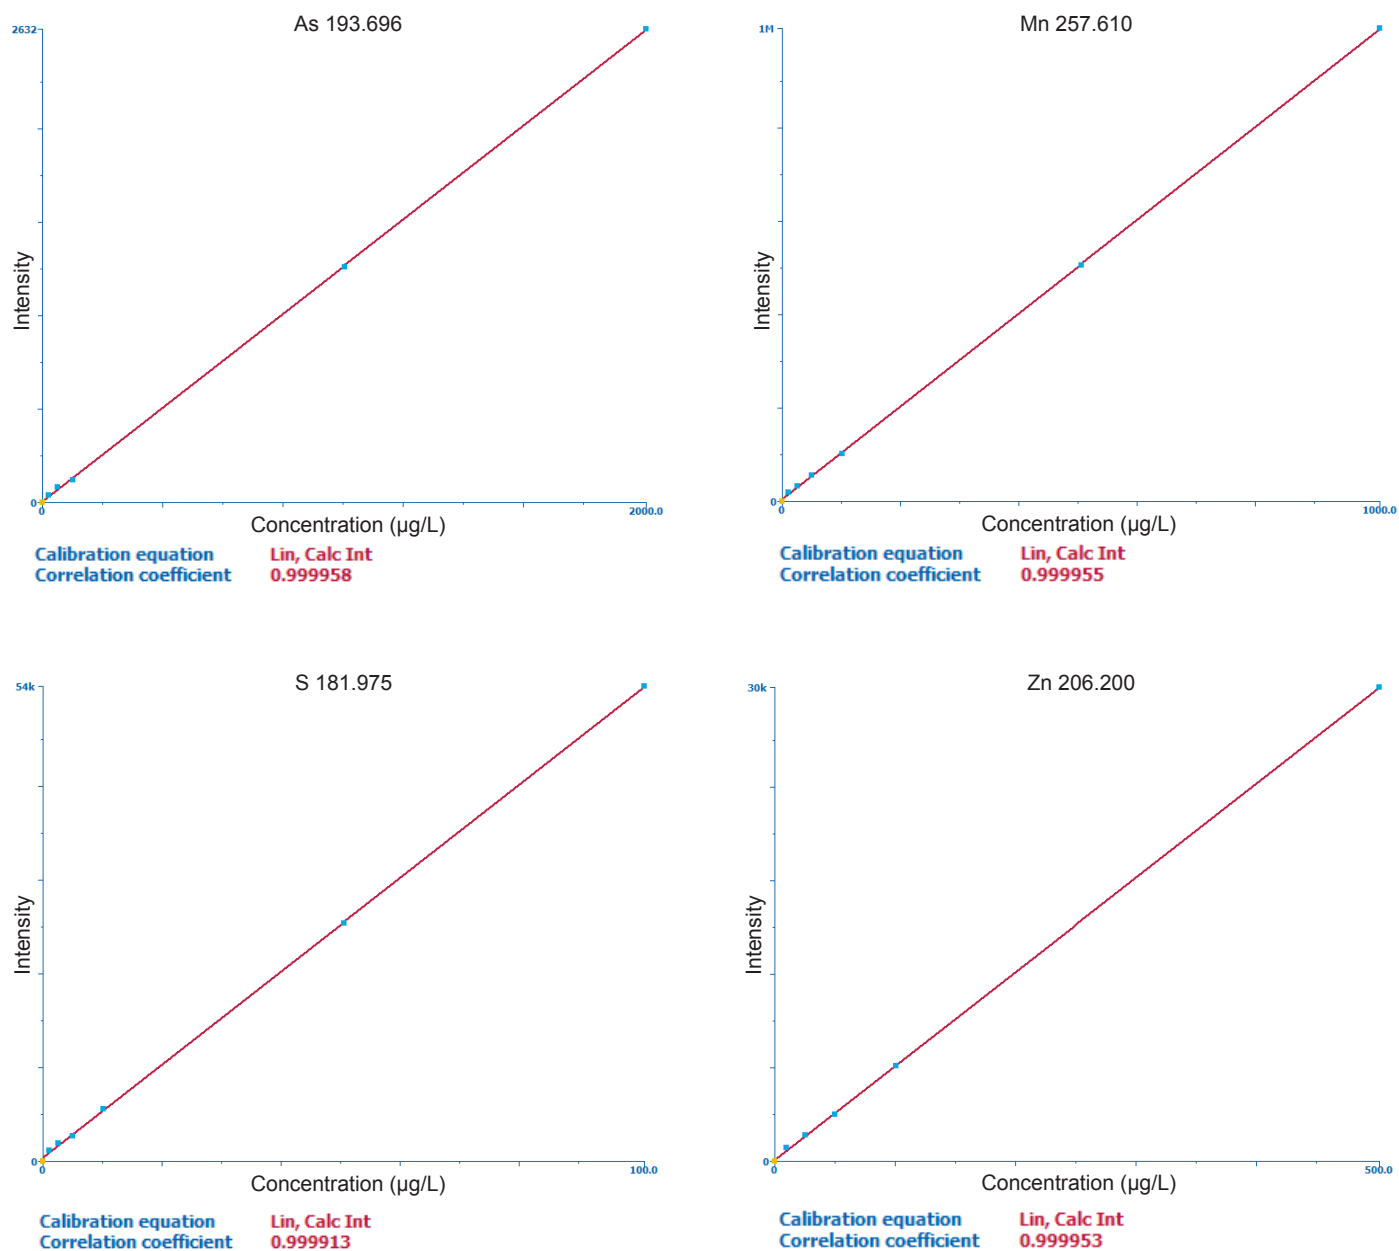 As 193.696
2632
Intensity
0
0
2000.0
Concentration (µg/L)
Calibration equation Lin, Calc Int
Correlation coefficient 0.999958
Mn 257.610
1M
Intensity
0
0
1000.0
Concentration (µg/L)
Calibration equation Lin, Calc Int
Correlation coefficient 0.999955
S 181.975
54k
Intensity
0
0
100.0
Concentration (µg/L)
Calibration equation Lin, Calc Int
Correlation coefficient 0.999913
Zn 206.200
30k
Intensity
0
0
500.0
Concentration (µg/L)
Calibration equation Lin, Calc Int
Correlation coefficient 0.999953